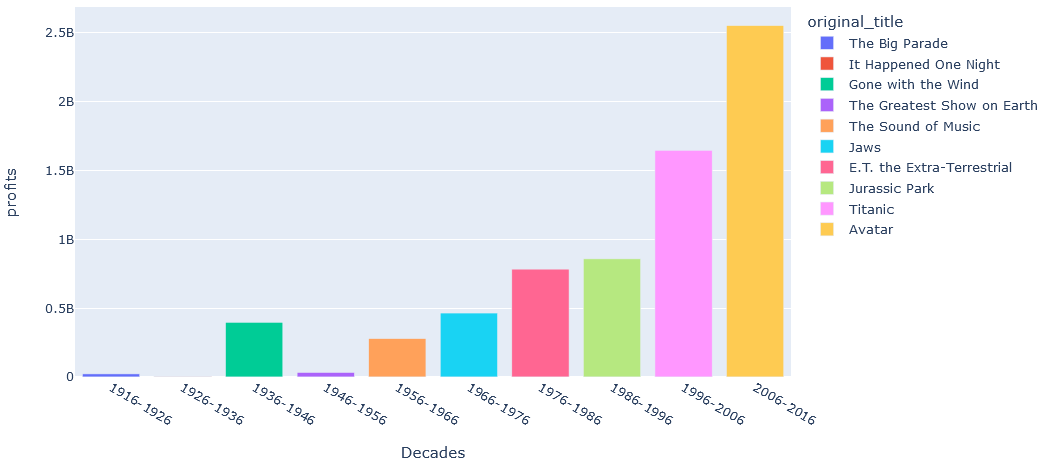 original_title
The Big Parade
It Happened One Night
Gone with the Wind
The Greatest Show on Earth
The Sound of Music
Jaws
E.T. the Extra-Terrestrial
Jurassic Park
Titanic
Avatar
profits
2.5B
2B
1.5B
1B
0.5B
0
1916-1926
1926-1936
1936-1946
1946-1956
1956-1966
1966-1976
1976-1986
1986-1996
1996-2006
2006-2016
Decades